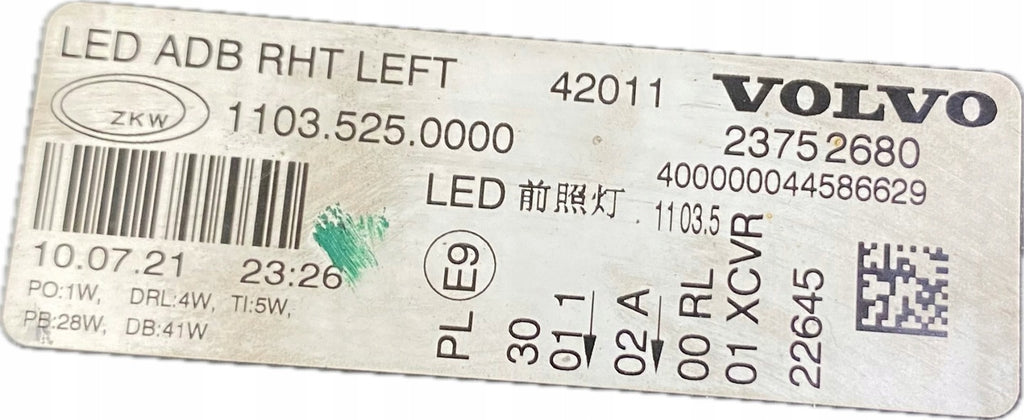 LED ADB RHT LEFT
42011
VOLVO
ZKW
1103.525.0000
23752680
LED 前照灯
400000044586629
1103.5
10.07.21 23:26
PO:1W, DRL:4W, TI:5W,
PB:28W, DB:41W
PL E9
30
01 1
02 A
00 RL
01 XCVR
22645